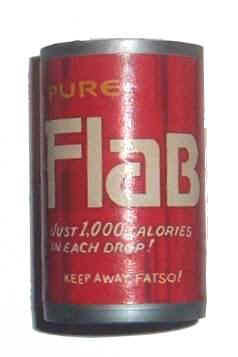 PURE
FlaB
JUST 1,000 CALORIES
IN EACH DROP!
KEEP AWAY, FATSO!